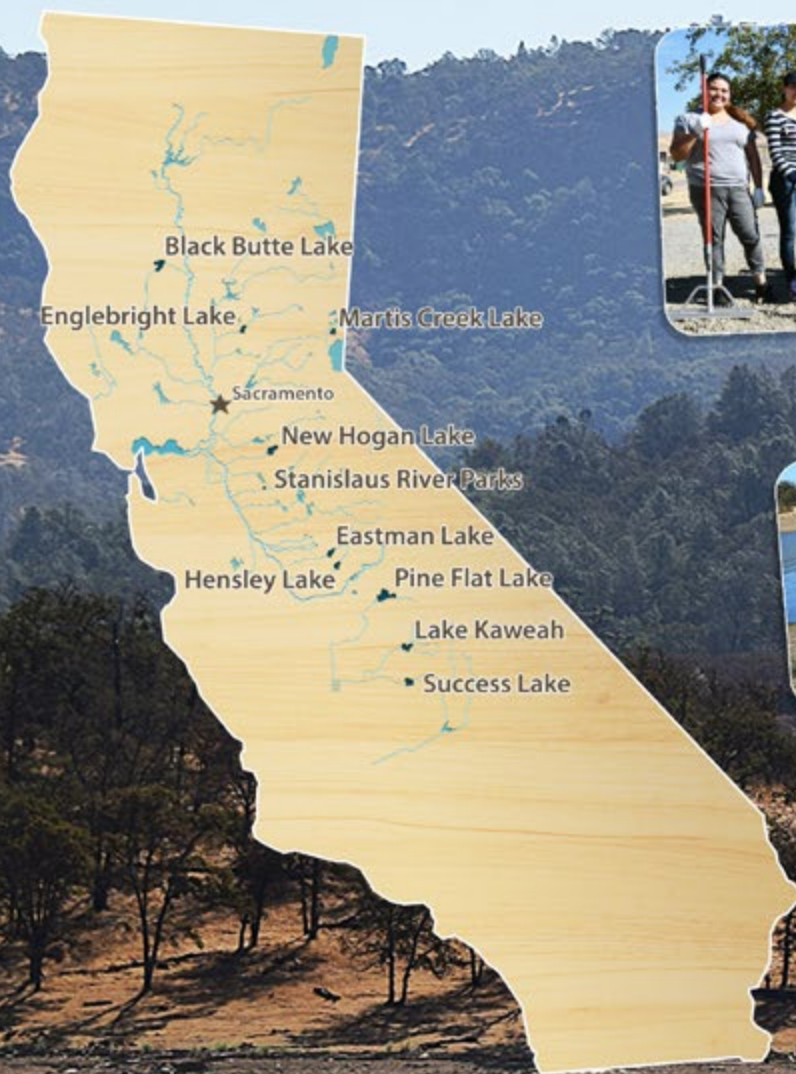 Black Butte Lake
Englebright Lake
Martis Creek Lake
Sacramento
New Hogan Lake
Stanislaus River Parks
Eastman Lake
Hensley Lake
Pine Flat Lake
Lake Kaweah
Success Lake